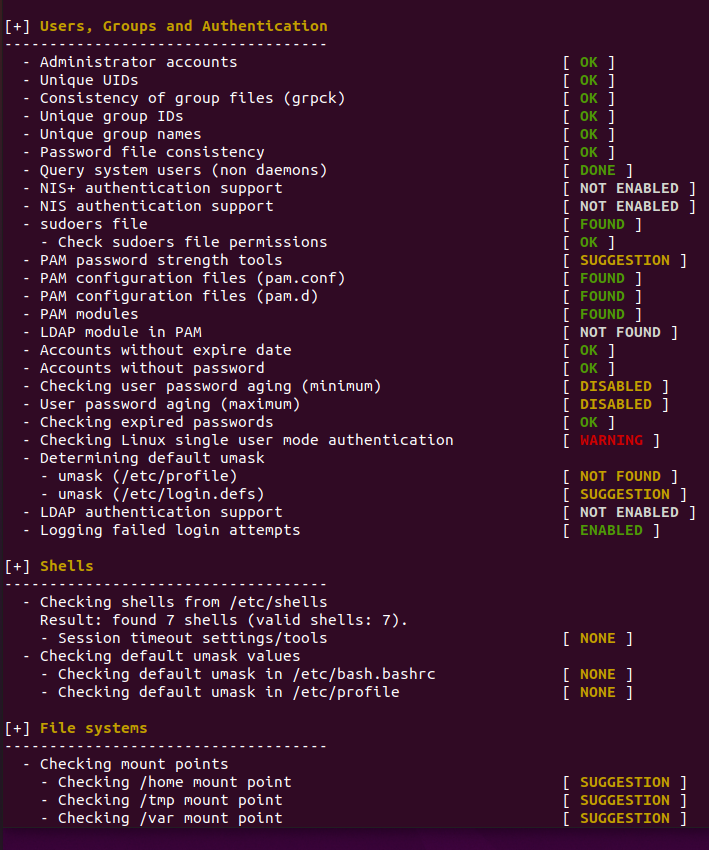 [+] Users, Groups and Authentication
------------------------------------
  - Administrator accounts                                    [ OK ]
  - Unique UIDs                                               [ OK ]
  - Consistency of group files (grpck)                        [ OK ]
  - Unique group IDs                                          [ OK ]
  - Unique group names                                        [ OK ]
  - Password file consistency                                 [ OK ]
  - Query system users (non daemons)                          [ DONE ]
  - NIS+ authentication support                               [ NOT ENABLED ]
  - NIS authentication support                                [ NOT ENABLED ]
  - sudoers file                                              [ FOUND ]
    - Check sudoers file permissions                          [ OK ]
  - PAM password strength tools                               [ SUGGESTION ]
  - PAM configuration files (pam.conf)                        [ FOUND ]
  - PAM configuration files (pam.d)                           [ FOUND ]
  - PAM modules                                               [ FOUND ]
  - LDAP module in PAM                                        [ NOT FOUND ]
  - Accounts without expire date                              [ OK ]
  - Accounts without password                                 [ OK ]
  - Checking user password aging (minimum)                    [ DISABLED ]
  - User password aging (maximum)                             [ DISABLED ]
  - Checking expired passwords                                [ OK ]
  - Checking Linux single user mode authentication            [ WARNING ]
  - Determining default umask
    - umask (/etc/profile)                                    [ NOT FOUND ]
    - umask (/etc/login.defs)                                 [ SUGGESTION ]
  - LDAP authentication support                               [ NOT ENABLED ]
  - Logging failed login attempts                             [ ENABLED ]

[+] Shells
------------------------------------
  - Checking shells from /etc/shells
    Result: found 7 shells (valid shells: 7).
    - Session timeout settings/tools                          [ NONE ]
  - Checking default umask values
    - Checking default umask in /etc/bash.bashrc              [ NONE ]
    - Checking default umask in /etc/profile                  [ NONE ]

[+] File systems
------------------------------------
  - Checking mount points
    - Checking /home mount point                              [ SUGGESTION ]
    - Checking /tmp mount point                               [ SUGGESTION ]
    - Checking /var mount point                               [ SUGGESTION ]